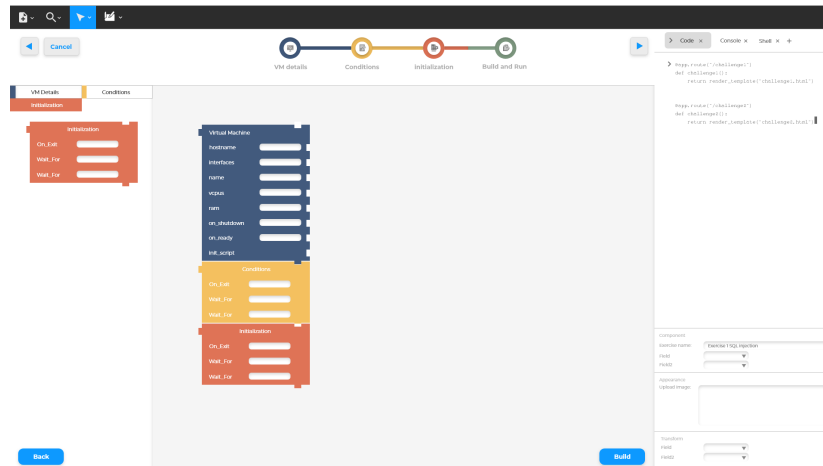 Cancel
VM details
Conditions
Initialization
Build and Run
Code x
Console x
Shell x +
> @app.route("/challenge1")
def challenge1():
return render_template("challenge1.html")
@app.route("/challenge2")
def challenge2():
return render_template("challenge2.html")
VM Details
Conditions
Initialization
Initialization
On_Exit
Wait_For
Wait_For
Virtual Machine
hostname
interfaces
name
vcpus
ram
on_shutdown
on_ready
init_script
Conditions
On_Exit
Wait_For
Wait_For
Initialization
On_Exit
Wait_For
Wait_For
Component
Exercise Name:
Exercise 1 SQL Injection
Field
Field2
Appearance
Upload Image:
Transform
Field
Field2
Back
Build